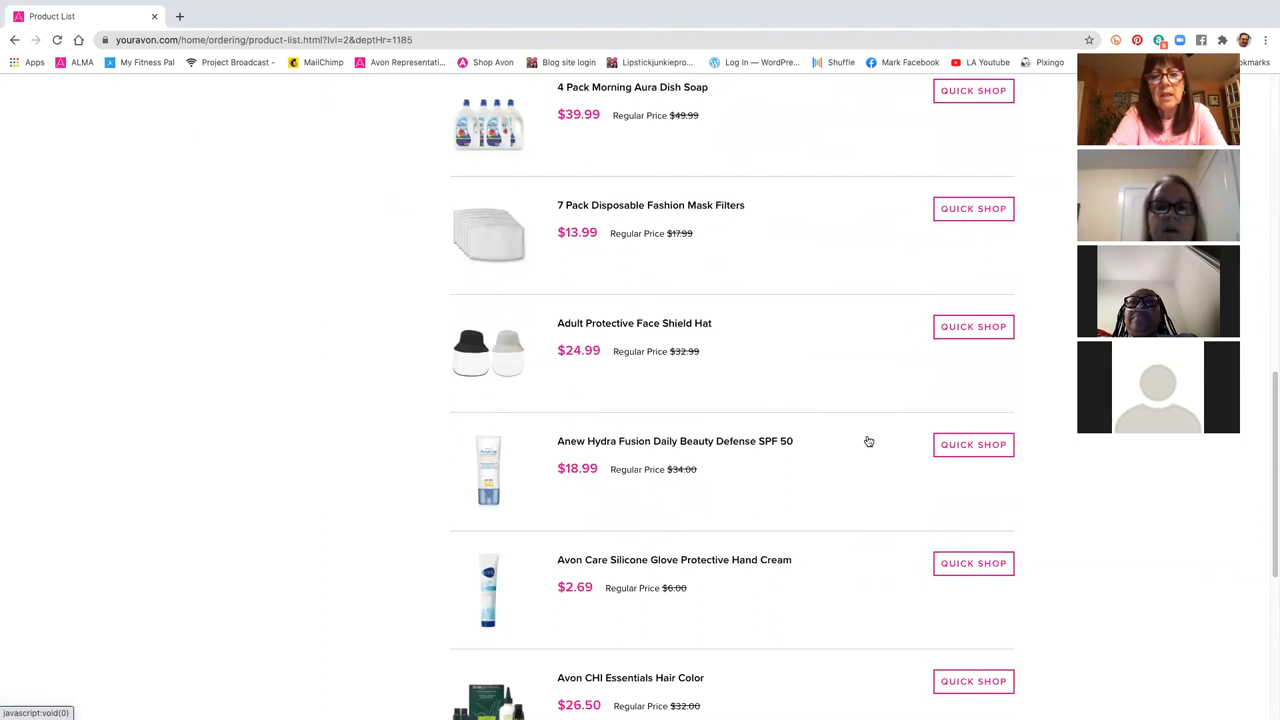 Product List
youravon.com/home/ordering/product-list.html?lvl=2&deptHr=1185
Apps
ALMA
My Fitness Pal
Project Broadcast -
MailChimp
Avon Representati...
Shop Avon
Blog site login
Lipstickjunkiepro...
Log In — WordPre...
Shuffle
Mark Facebook
LA Youtube
Pixingo
okmarks
4 Pack Morning Aura Dish Soap
QUICK SHOP
$39.99 Regular Price $49.99
7 Pack Disposable Fashion Mask Filters
QUICK SHOP
$13.99 Regular Price $17.99
Adult Protective Face Shield Hat
QUICK SHOP
$24.99 Regular Price $32.99
Anew Hydra Fusion Daily Beauty Defense SPF 50
QUICK SHOP
$18.99 Regular Price $34.00
Avon Care Silicone Glove Protective Hand Cream
QUICK SHOP
$2.69 Regular Price $6.00
Avon CHI Essentials Hair Color
QUICK SHOP
$26.50 Regular Price $32.00
javascript:void(0)